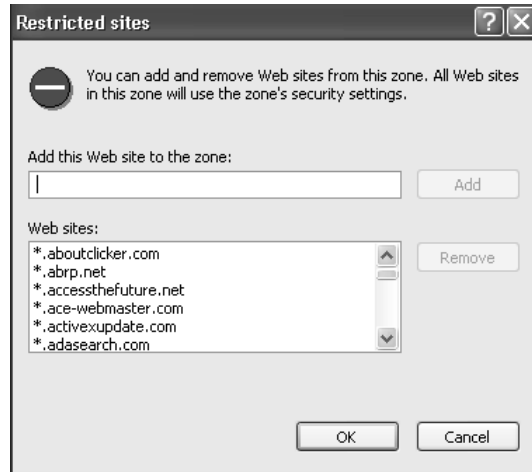 Restricted sites
You can add and remove Web sites from this zone. All Web sites
in this zone will use the zone's security settings.
Add this Web site to the zone:
Add
Web sites:
*.aboutclicker.com
*.abrp.net
*.accessthefuture.net
*.ace-webmaster.com
*.activexupdate.com
*.adasearch.com
Remove
OK
Cancel